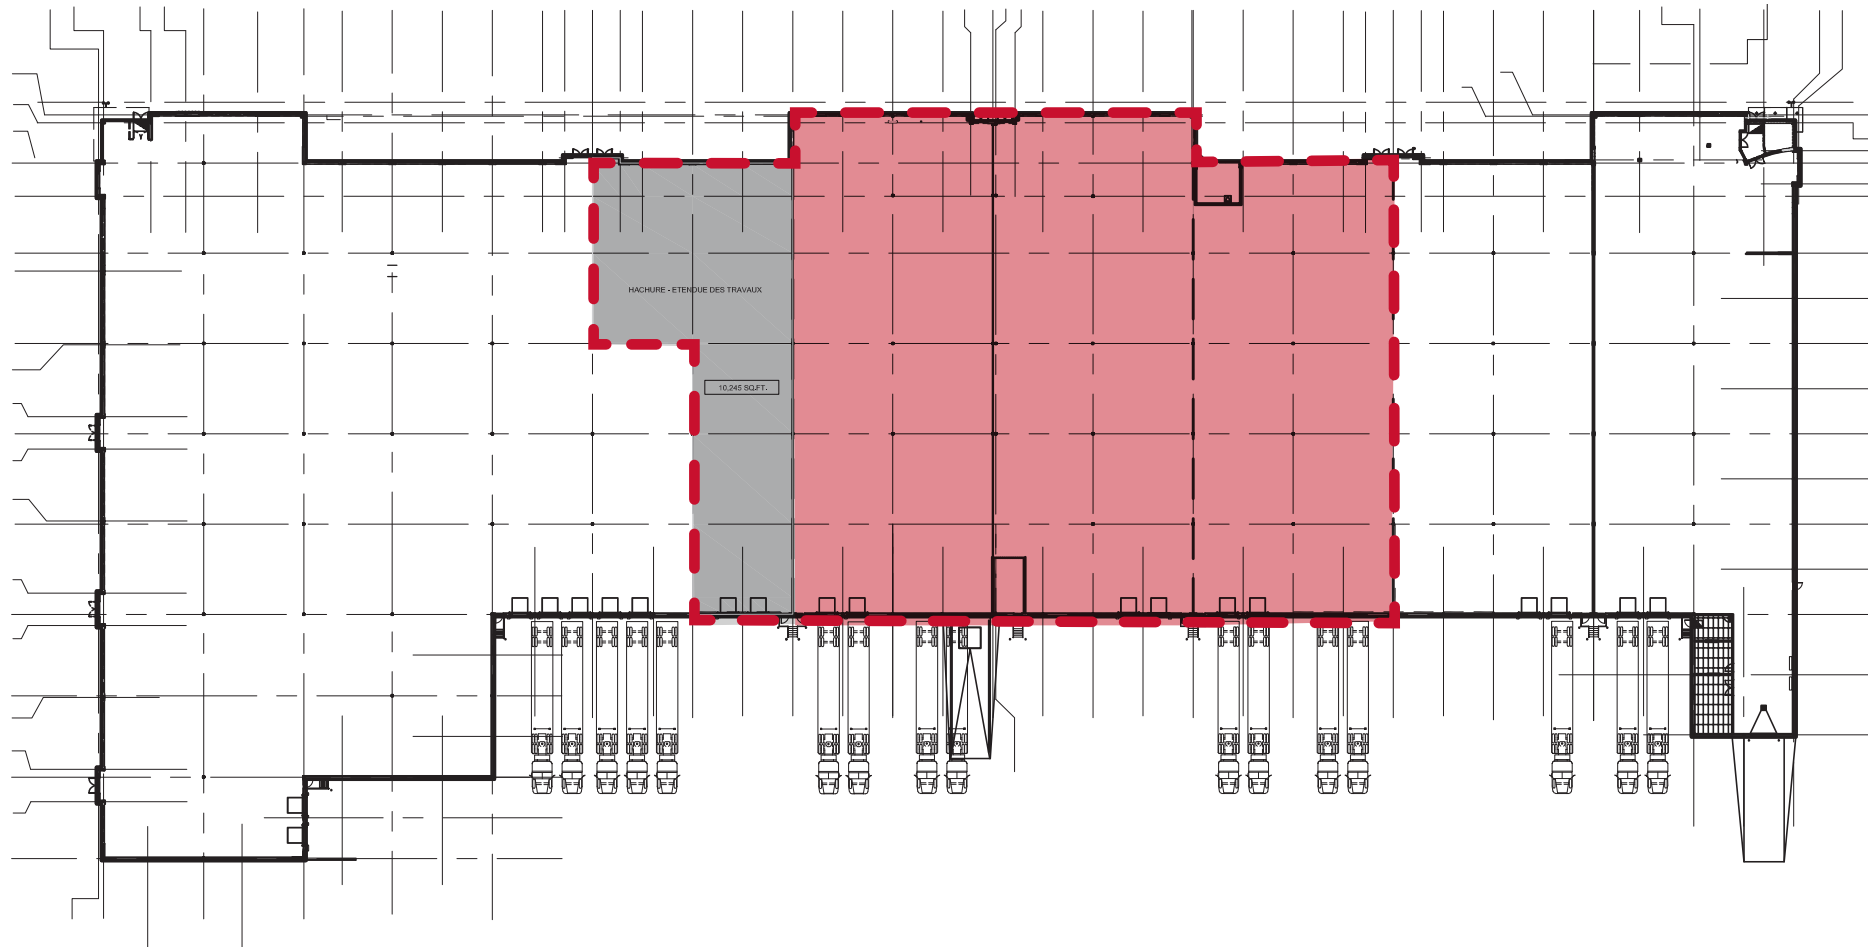 HACHURE - ETENDUE DES TRAVAUX
10,245 SQ.FT.